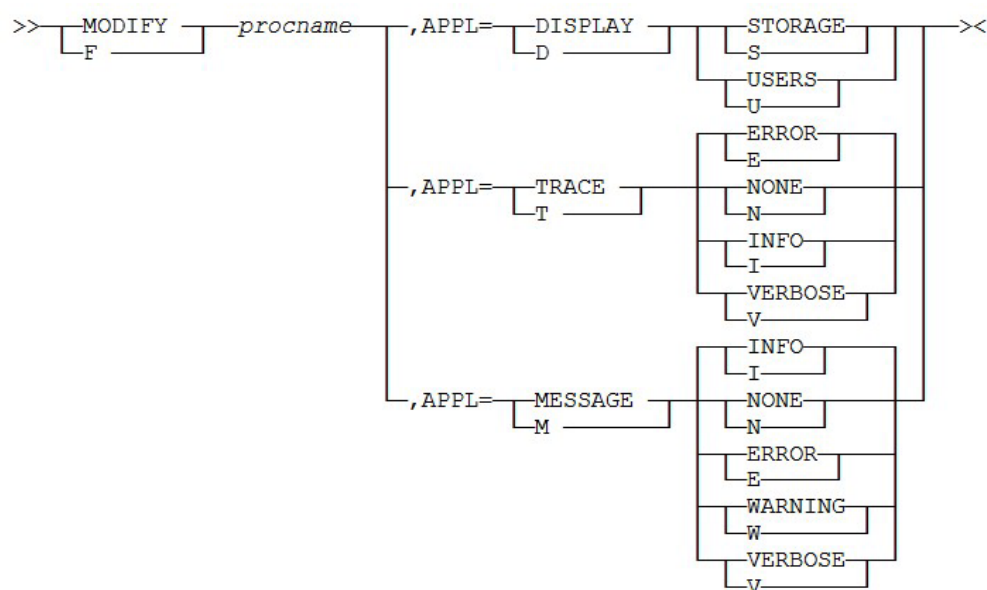 >>─┬─MODIFY─┬─procname─┬─,APPL=─┬─DISPLAY─┬─┬─┬─STORAGE─┬─┬─┬─><
F D S
USERS
U
ERROR
E
,APPL= TRACE NONE
T N
INFO
I
VERBOSE
V
INFO
I
,APPL= MESSAGE NONE
M N
ERROR
E
WARNING
W
VERBOSE
V